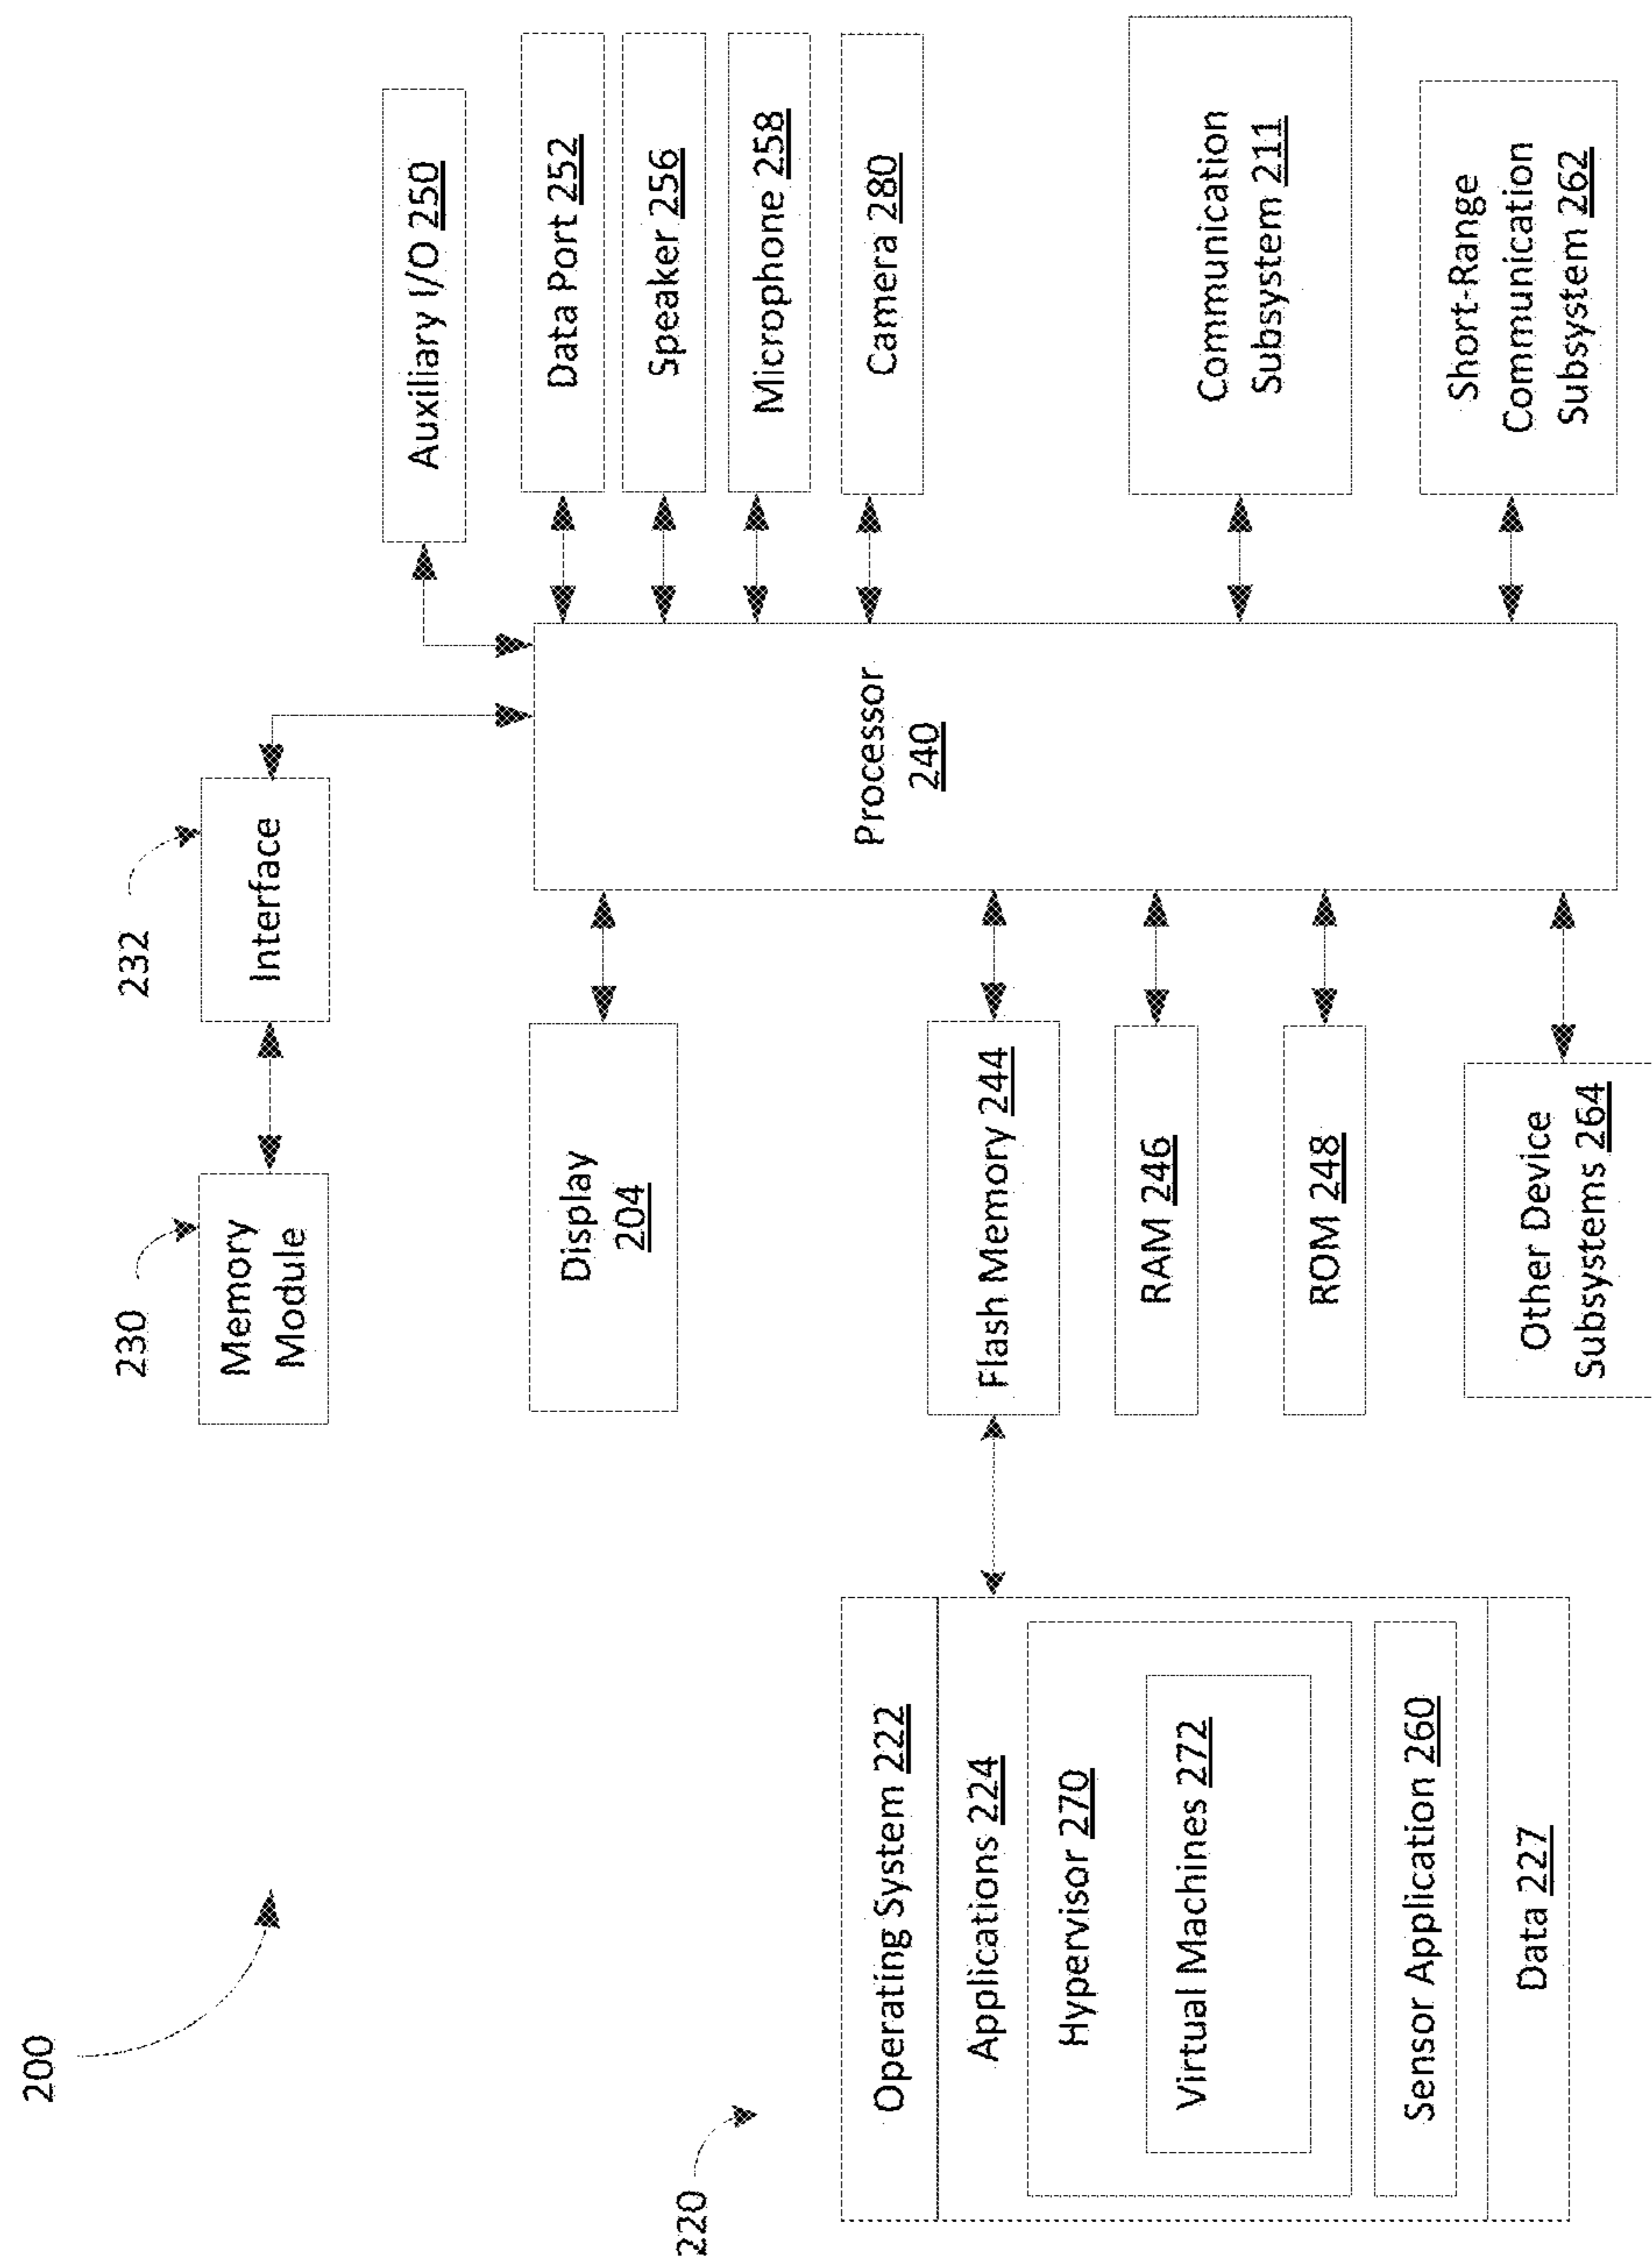 200
230
Memory
Module
232
Interface
Auxiliary I/O 250
Display
204
Processor
240
Data Port 252
Speaker 256
Microphone 258
Camera 280
220
Operating System 222
Applications 224
Hypervisor 270
Virtual Machines 272
Sensor Application 260
Data 227
Flash Memory 244
RAM 246
ROM 248
Other Device
Subsystems 264
Communication
Subsystem 211
Short-Range
Communication
Subsystem 262